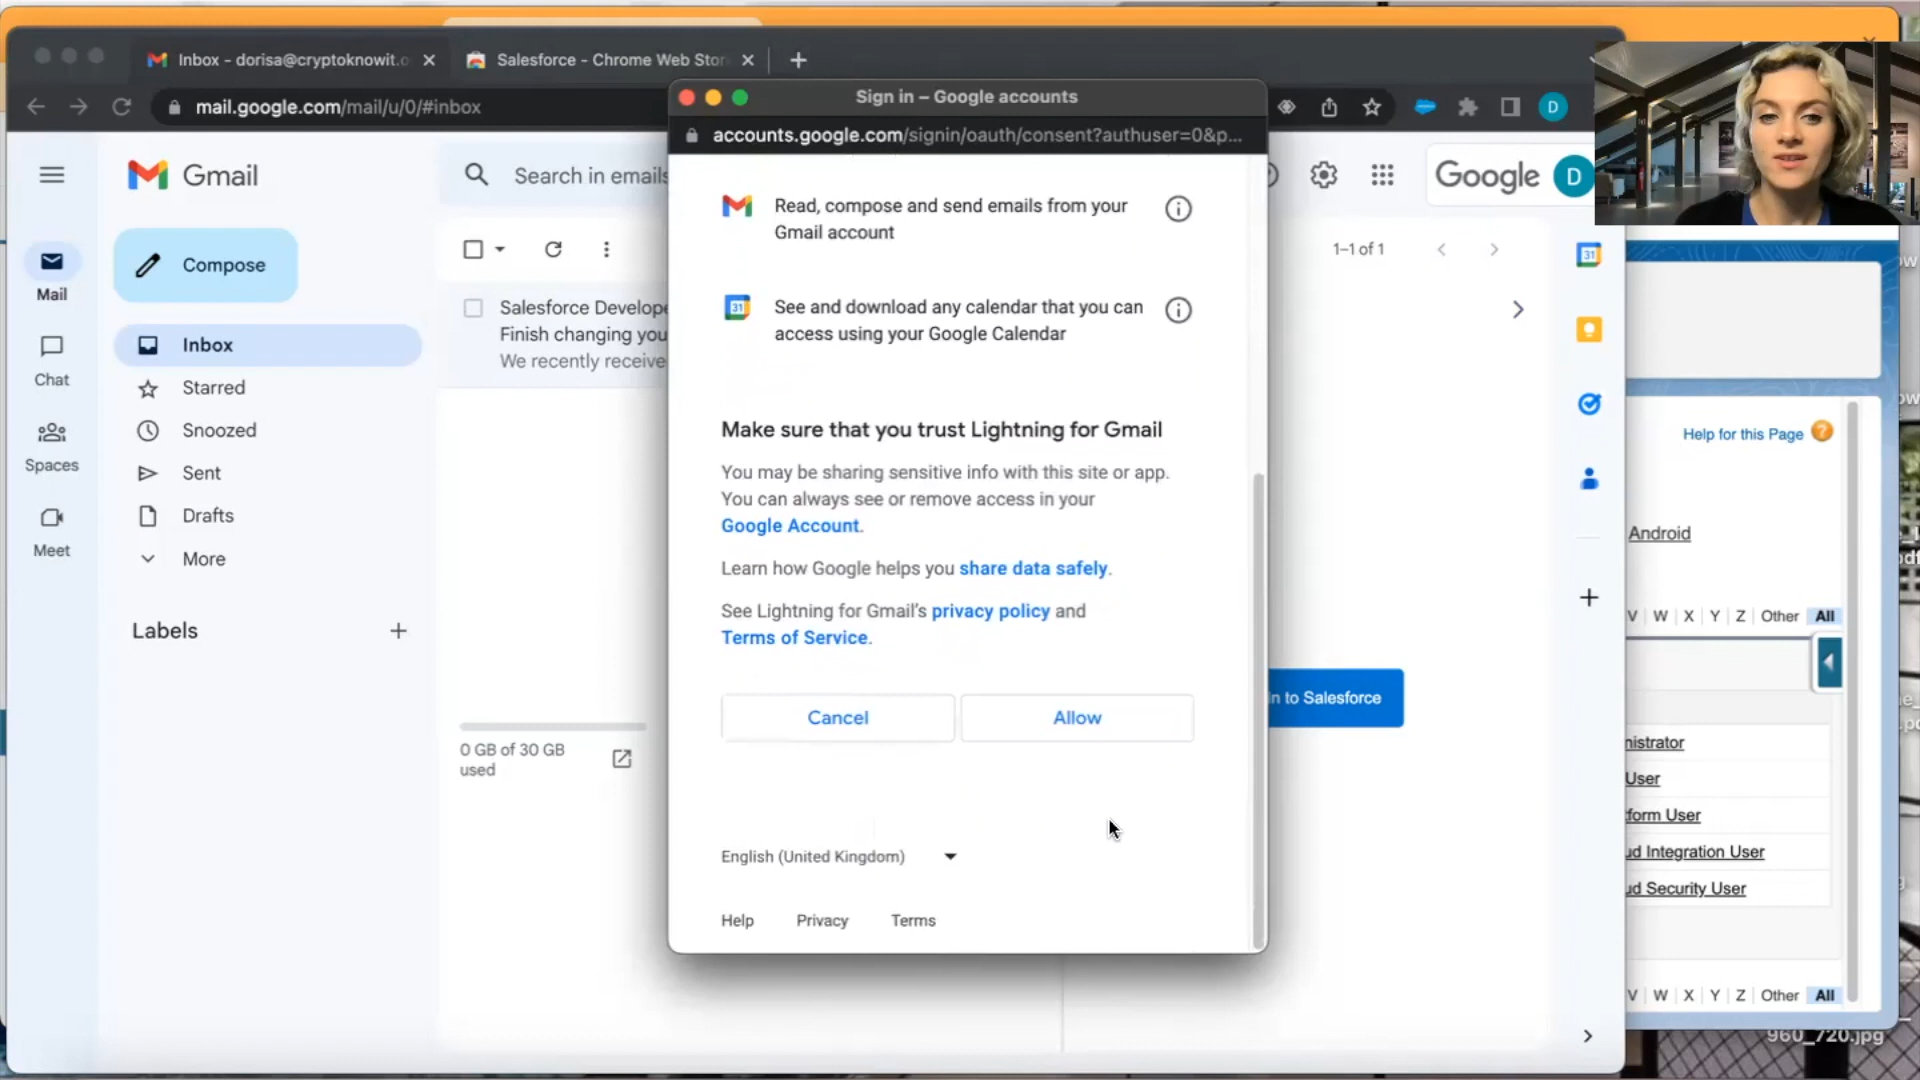 Inbox - dorisa@cryptoknowit.o
Salesforce - Chrome Web Stor
mail.google.com/mail/u/0/#inbox
D
Sign in – Google accounts
accounts.google.com/signin/oauth/consent?authuser=0&p...
Gmail
Search in emails
Google
D
Read, compose and send emails from your
Gmail account
See and download any calendar that you can
access using your Google Calendar
Compose
Mail
1–1 of 1
31
31
Salesforce Develope
Finish changing you
We recently receive
Inbox
Chat
Starred
Snoozed
Spaces
Sent
Drafts
Meet
More
Labels
Make sure that you trust Lightning for Gmail
You may be sharing sensitive info with this site or app.
You can always see or remove access in your
Google Account.
Learn how Google helps you share data safely.
See Lightning for Gmail's privacy policy and
Terms of Service.
Cancel
Allow
n to Salesforce
0 GB of 30 GB
used
English (United Kingdom)
Help
Privacy
Terms
Help for this Page
Android
V | W | X | Y | Z | Other | All
nistrator
User
tform User
ud Integration User
ud Security User
V | W | X | Y | Z | Other | All
960_720.jpg